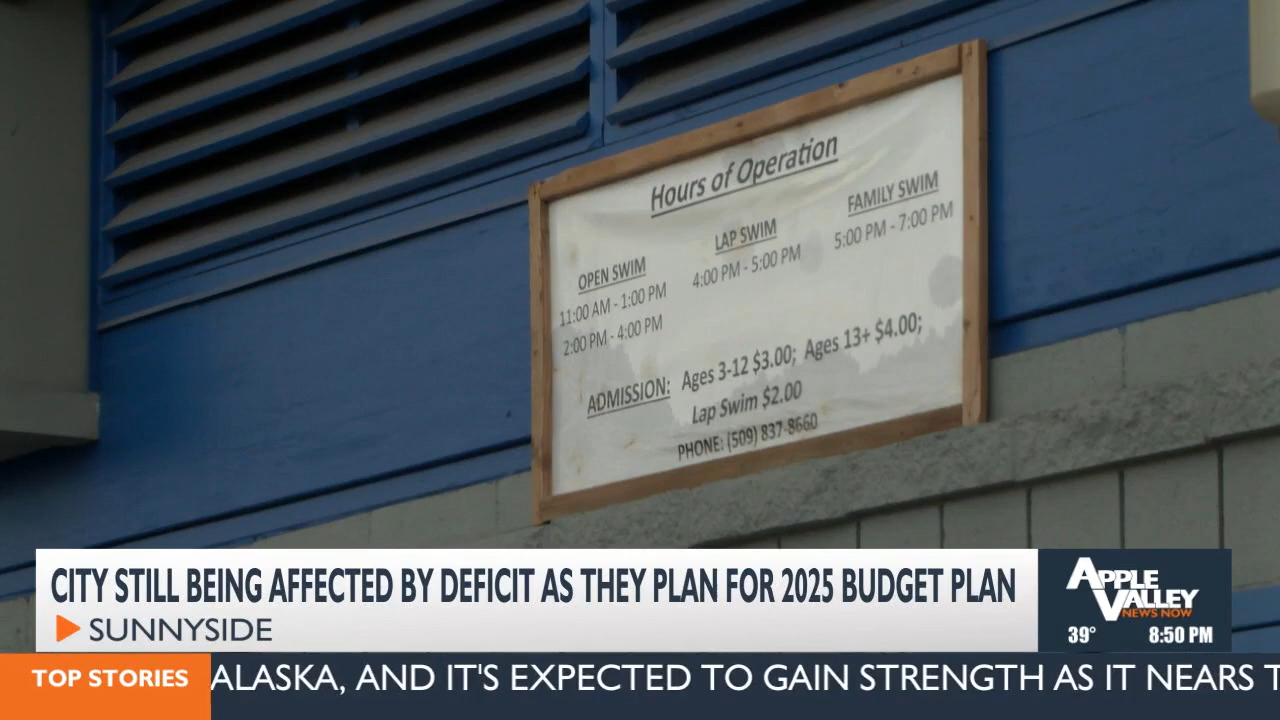 Hours of Operation
OPEN SWIM
11:00 AM - 1:00 PM
2:00 PM - 4:00 PM
LAP SWIM
4:00 PM - 5:00 PM
FAMILY SWIM
5:00 PM - 7:00 PM
ADMISSION: Ages 3-12 $3.00; Ages 13+ $4.00;
Lap Swim $2.00
PHONE: (509) 837-8660
CITY STILL BEING AFFECTED BY DEFICIT AS THEY PLAN FOR 2025 BUDGET PLAN
SUNNYSIDE
APPLE
VALLEY
NEWS NOW
39° 8:50 PM
TOP STORIES
ALASKA, AND IT'S EXPECTED TO GAIN STRENGTH AS IT NEARS T